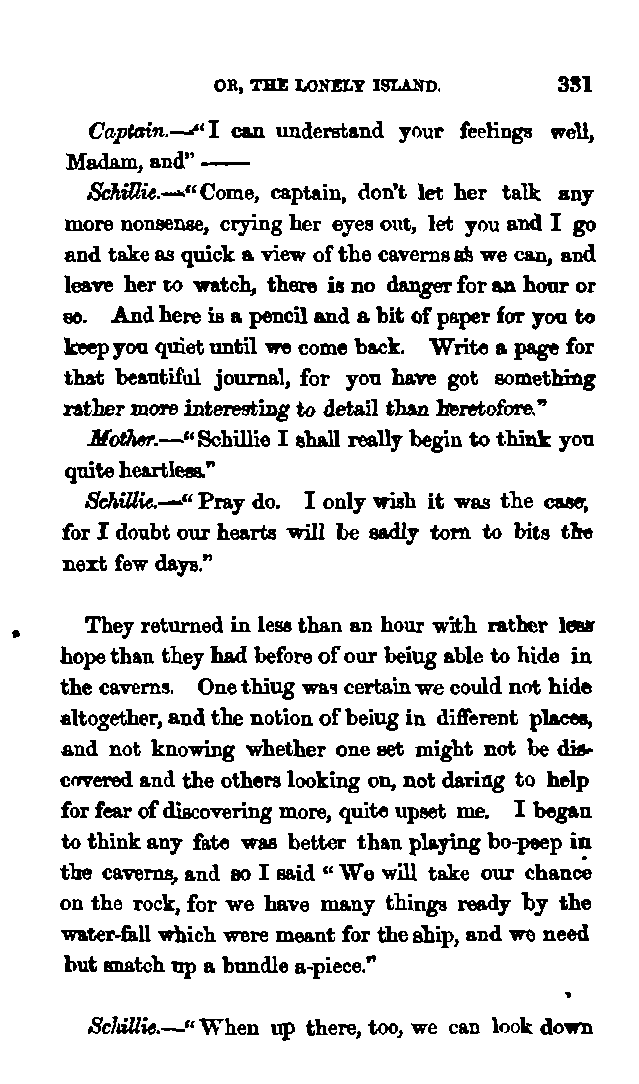 OR, THE LONELY ISLAND. 331
Captain.—"I can understand your feelings well,
Madam, and" ——
Schillie.—"Come, captain, don't let her talk any
more nonsense, crying her eyes out, let you and I go
and take as quick a view of the caverns as we can, and
leave her to watch, there is no danger for an hour or
so. And here is a pencil and a bit of paper for you to
keep you quiet until we come back. Write a page for
that beautiful journal, for you have got something
rather more interesting to detail than heretofore."
Mother.—"Schillie I shall really begin to think you
quite heartless."
Schillie.—"Pray do. I only wish it was the case,
for I doubt our hearts will be sadly torn to bits the
next few days."
They returned in less than an hour with rather less
hope than they had before of our being able to hide in
the caverns. One thing was certain we could not hide
altogether, and the notion of being in different places,
and not knowing whether one set might not be dis-
covered and the others looking on, not daring to help
for fear of discovering more, quite upset me. I began
to think any fate was better than playing bo-peep in
the caverns, and so I said "We will take our chance
on the rock, for we have many things ready by the
water-fall which were meant for the ship, and we need
but snatch up a bundle a-piece."
Schillie.—"When up there, too, we can look down